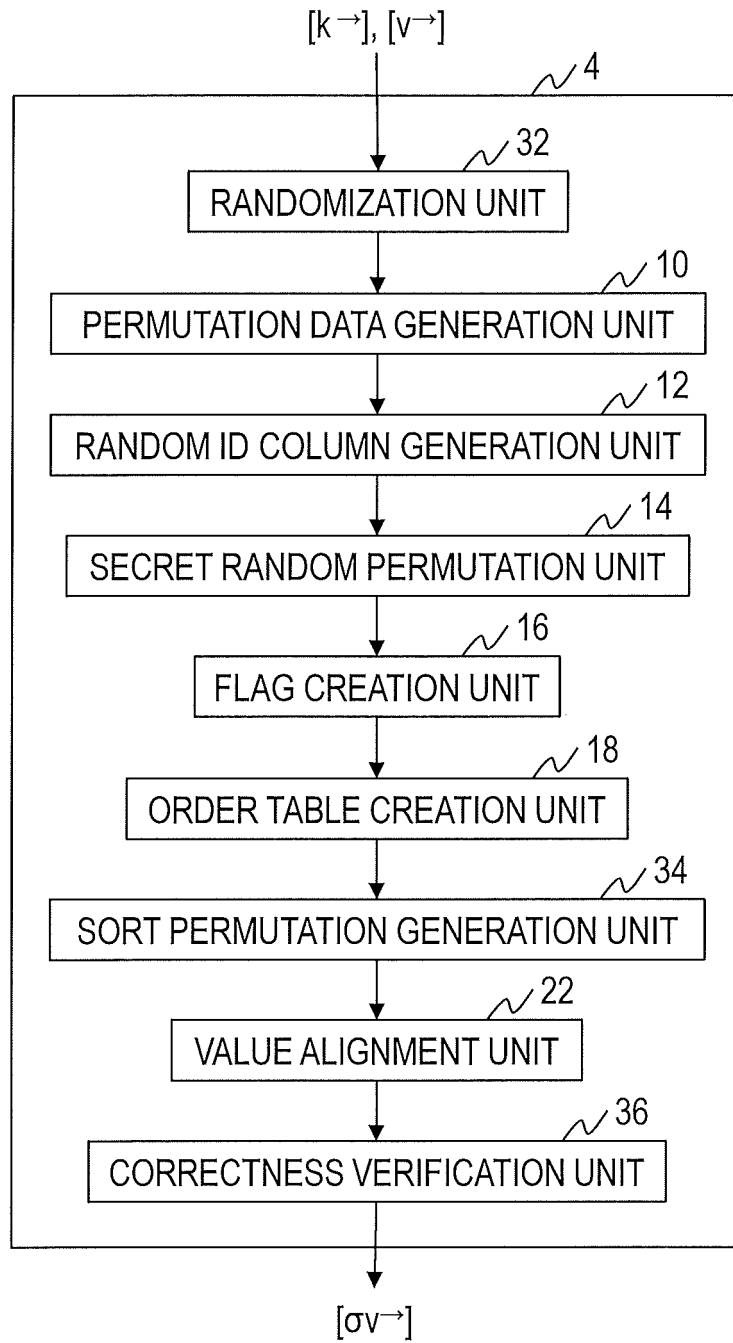 [k→], [v→]
4
32
RANDOMIZATION UNIT
10
PERMUTATION DATA GENERATION UNIT
12
RANDOM ID COLUMN GENERATION UNIT
14
SECRET RANDOM PERMUTATION UNIT
16
FLAG CREATION UNIT
18
ORDER TABLE CREATION UNIT
34
SORT PERMUTATION GENERATION UNIT
22
VALUE ALIGNMENT UNIT
36
CORRECTNESS VERIFICATION UNIT
[σv→]